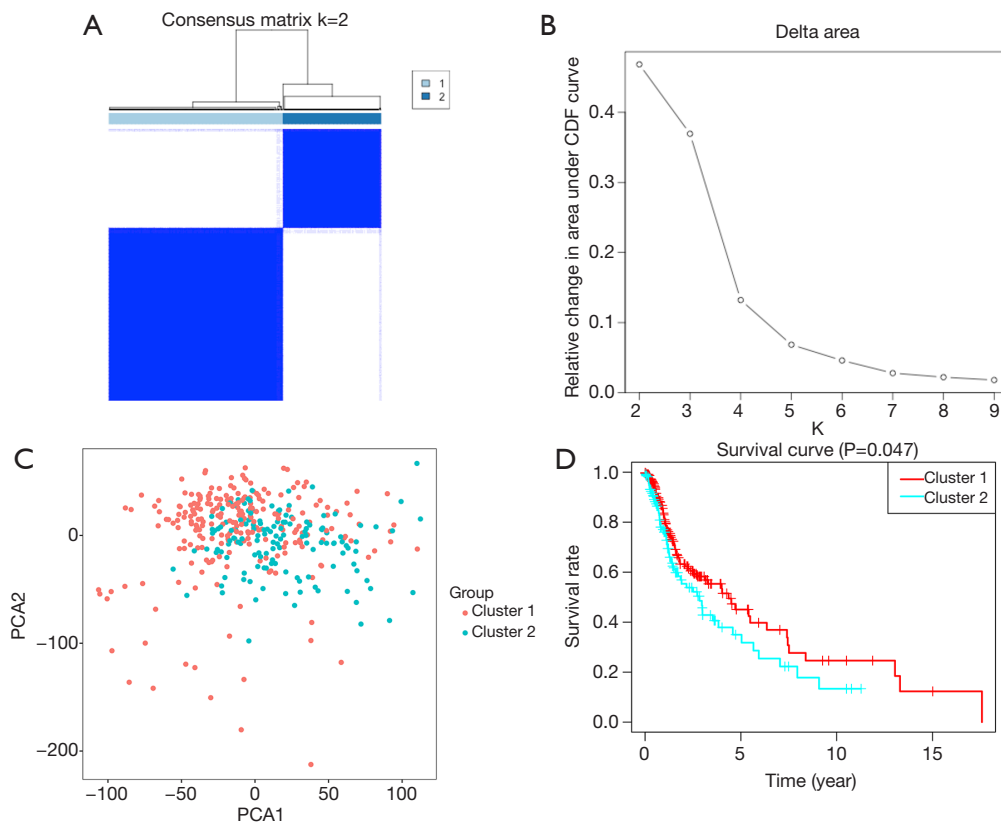 A
Consensus matrix k=2
1
2
B
Delta area
Relative change in area under CDF curve
0.4
0.3
0.2
0.1
0.0
2 3 4 5 6 7 8 9
K
C
PCA2
0
−100
−200
−100 −50 0 50 100
PCA1
Group
Cluster 1
Cluster 2
D
Survival curve (P=0.047)
Cluster 1
Cluster 2
Survival rate
1.0
0.8
0.6
0.4
0.2
0.0
0 5 10 15
Time (year)